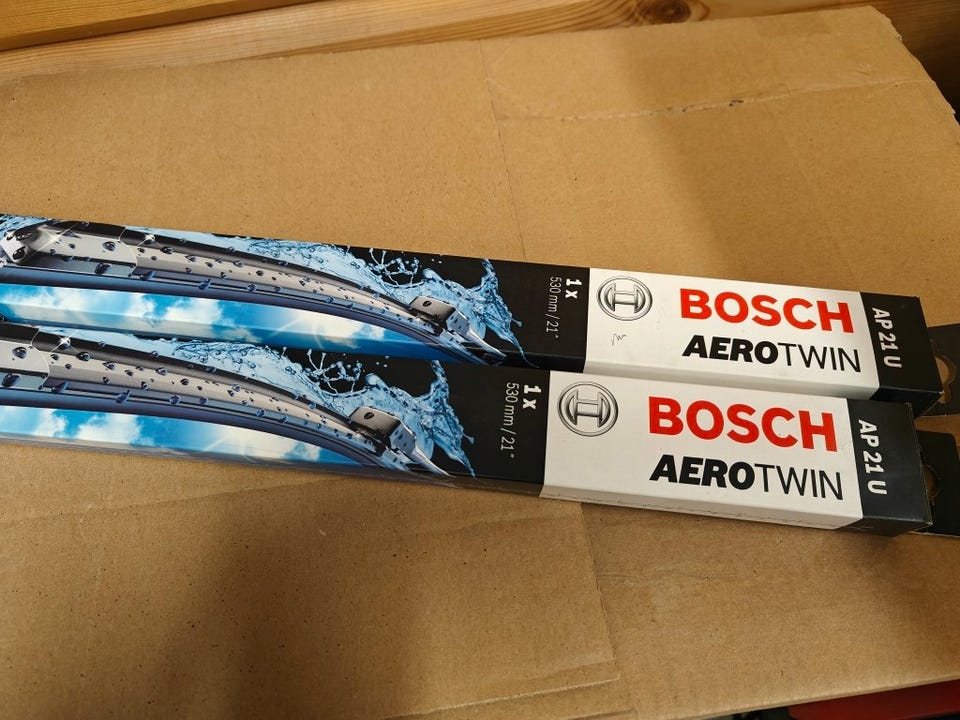 1 x
530 mm / 21"
BOSCH
AEROTWIN
AP 21 U
1 x
530 mm / 21"
BOSCH
AEROTWIN
AP 21 U